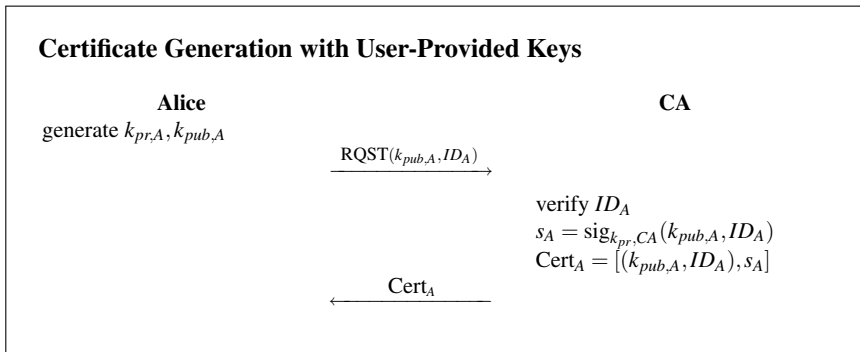 Certificate Generation with User-Provided Keys
Alice CA
generate k_{pr,A}, k_{pub,A}
RQST(k_{pub,A}, ID_A)
verify ID_A
s_A = sig_{k_{pr},CA}(k_{pub,A}, ID_A)
Cert_A = [(k_{pub,A}, ID_A), s_A]
Cert_A